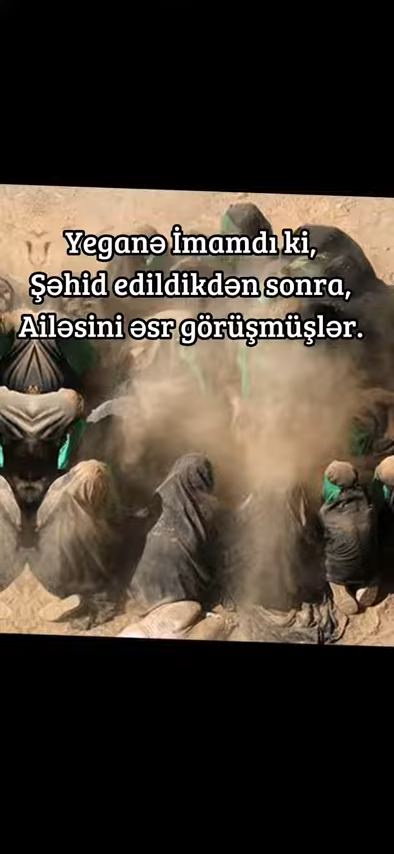 Yeganə İmamdı ki,
Şəhid edildikdən sonra,
Ailəsini əsr görüşmüşlər.